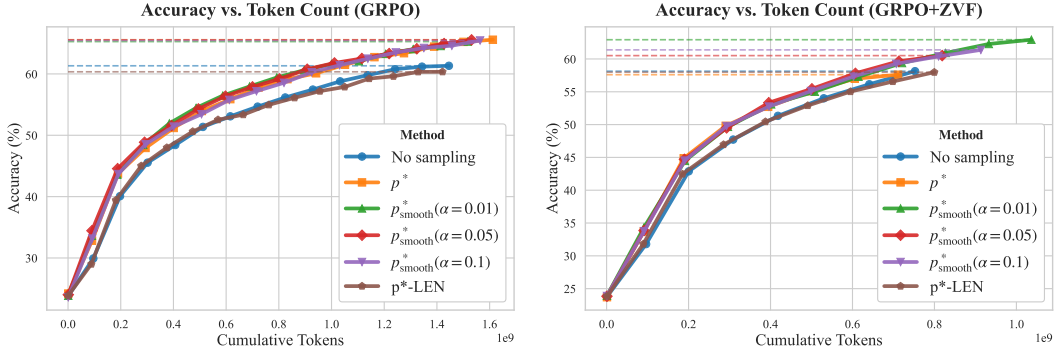 Accuracy vs. Token Count (GRPO)
Accuracy (%)
60
50
40
30
0.0 0.2 0.4 0.6 0.8 1.0 1.2 1.4 1.6
1e9
Cumulative Tokens
Method
No sampling
p*
p*smooth(α=0.01)
p*smooth(α=0.05)
p*smooth(α=0.1)
p*-LEN
Accuracy vs. Token Count (GRPO+ZVF)
Accuracy (%)
60
55
50
45
40
35
30
25
0.0 0.2 0.4 0.6 0.8 1.0
1e9
Cumulative Tokens
Method
No sampling
p*
p*smooth(α=0.01)
p*smooth(α=0.05)
p*smooth(α=0.1)
p*-LEN